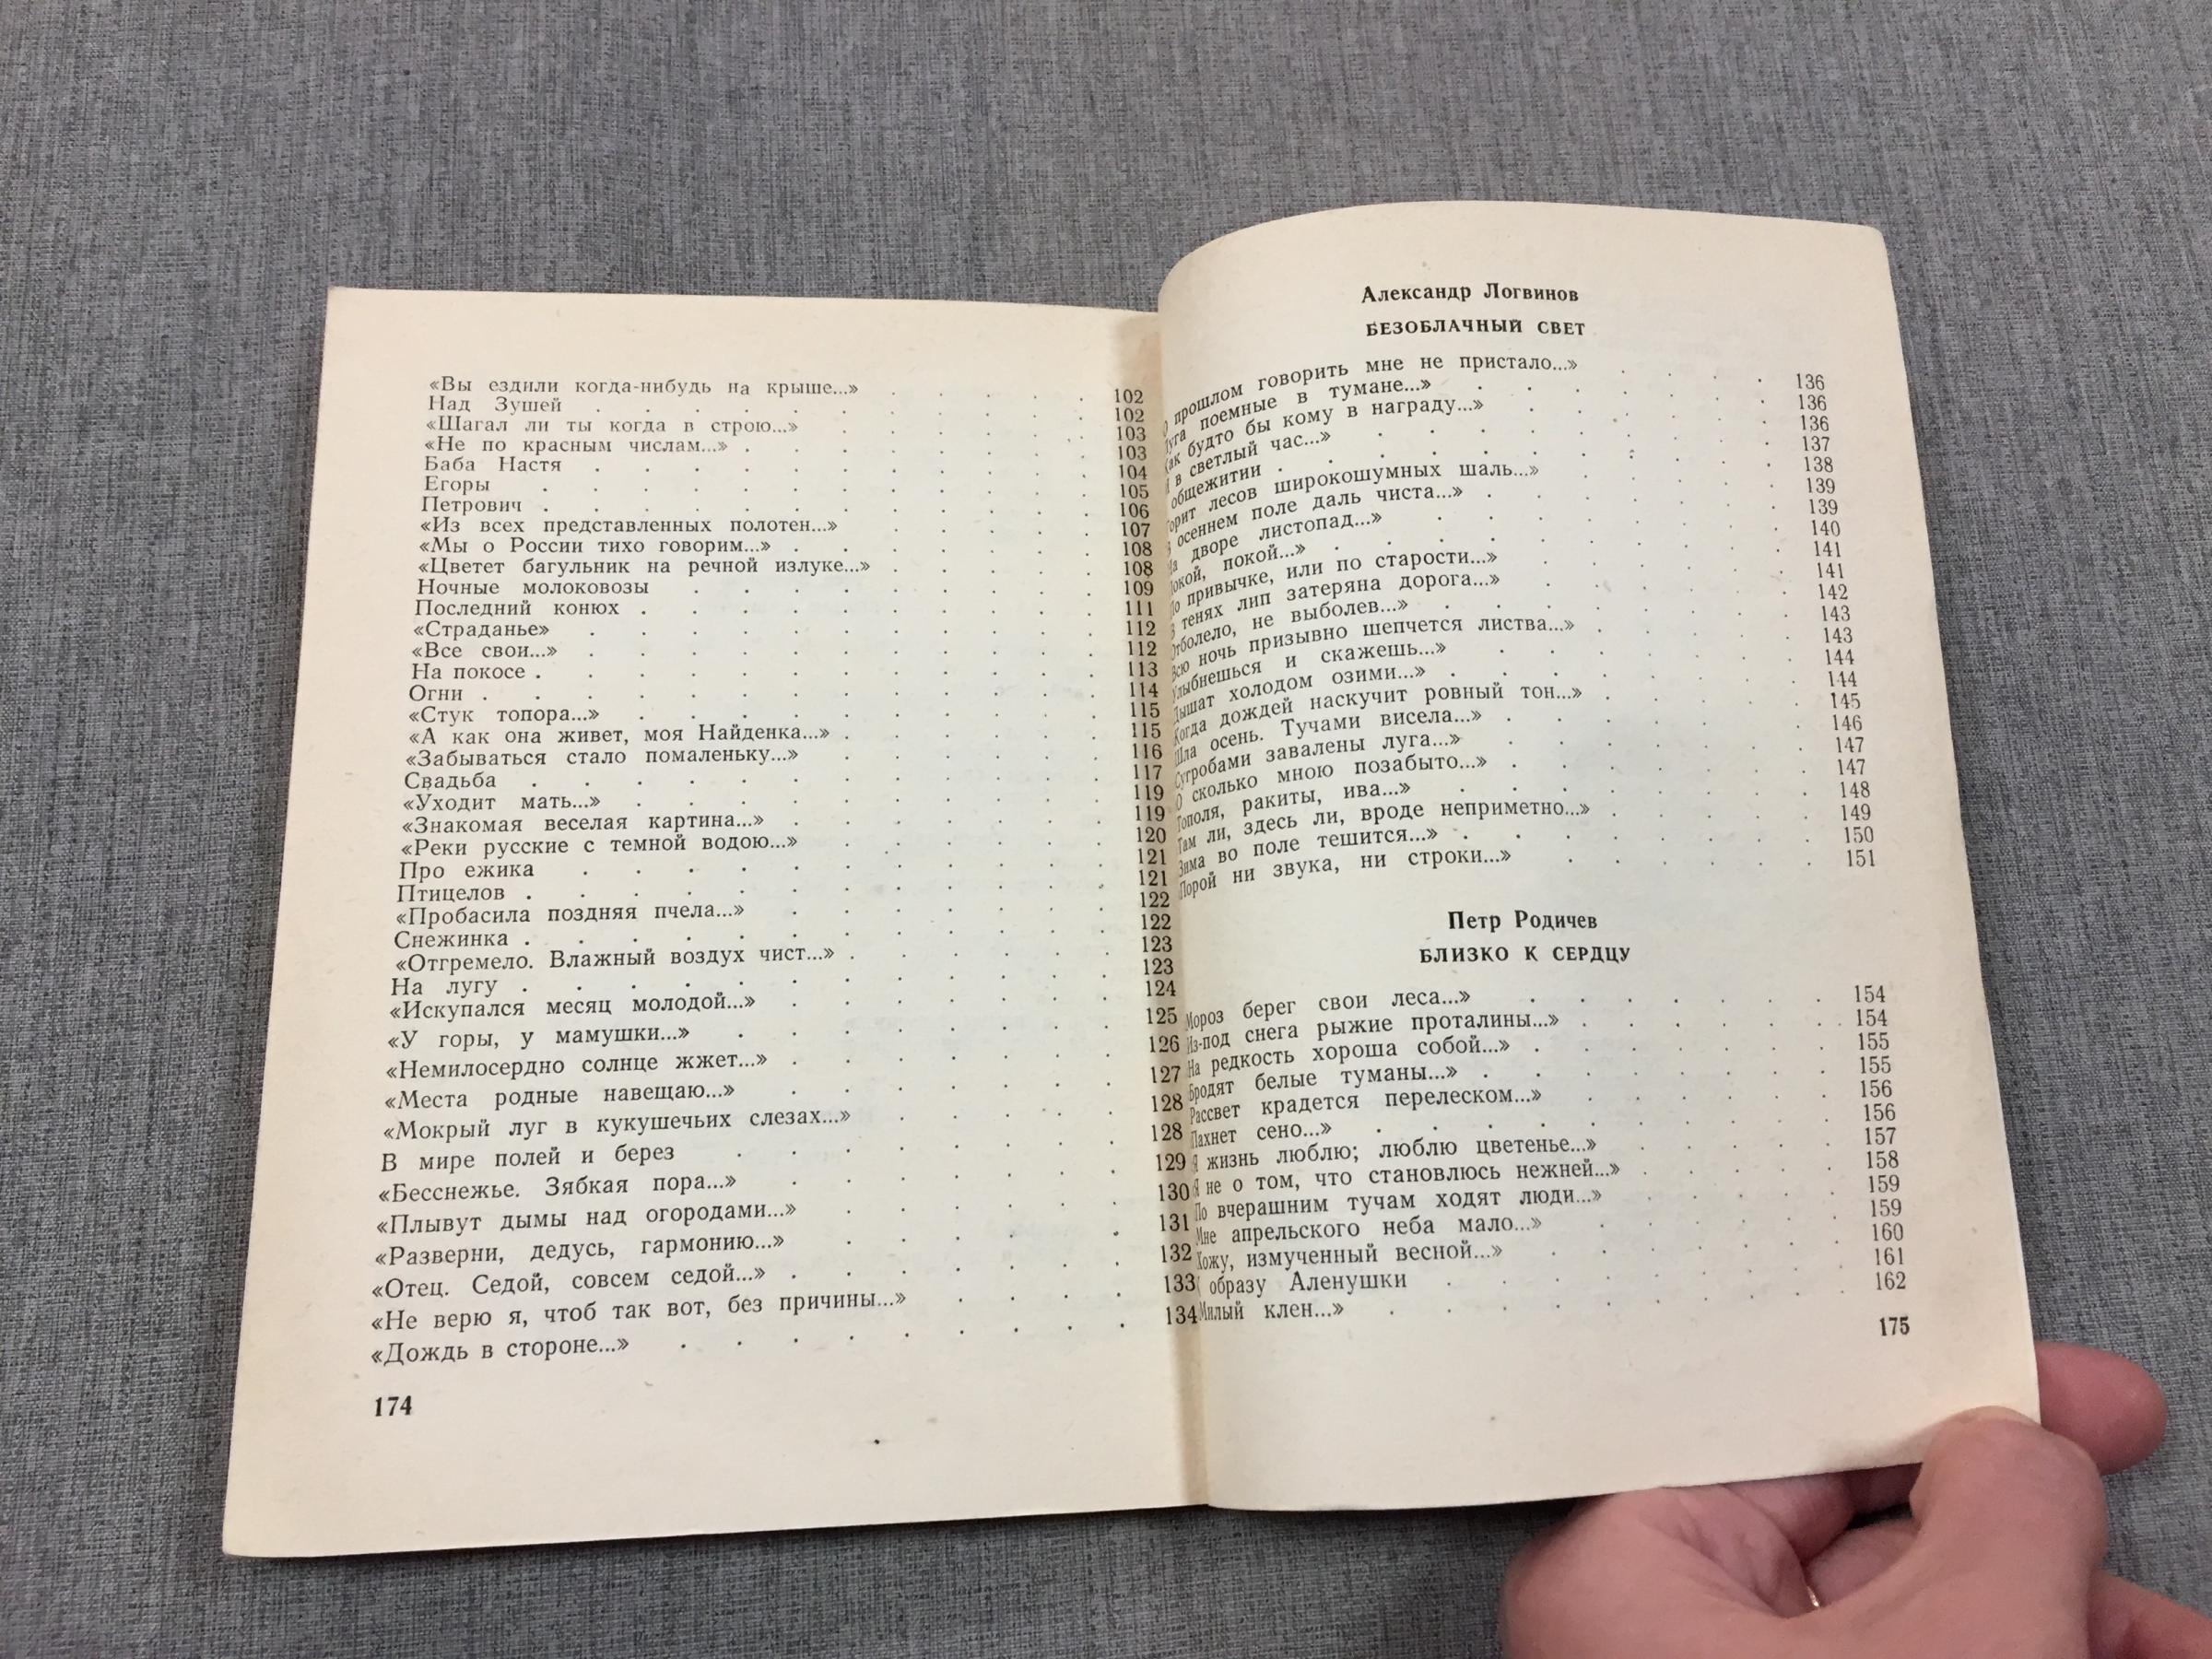 «Вы ездили когда-нибудь на крыше...» 102
Над Зушей 102
«Шагал ли ты когда в строю...» 103
«Не по красным числам...» 103
Баба Настя 104
Егоры 105
Петрович 106
«Из всех представленных полотен...» 107
«Мы о России тихо говорим...» 108
«Цветет багульник на речной излуке...» 108
Ночные молоковозы 109
Последний конюх 111
«Страданье» 112
«Все свои...» 112
На покосе 113
Огни 114
«Стук топора...» 115
«А как она живет, моя Найденка...» 115
«Забываться стало помаленьку...» 116
Свадьба 117
«Уходит мать...» 119
«Знакомая веселая картина...» 119
«Реки русские с темной водою...» 120
Про ежика 121
Птицелов 121
«Пробасила поздняя пчела...» 122
Снежинка 122
«Отгремело. Влажный воздух чист...» 123
На лугу 123
«Искупался месяц молодой...» 124
«У горы, у мамушки...» 125
«Немилосердно солнце жжет...» 126
«Места родные навещаю...» 127
«Мокрый луг в кукушечьих слезах...» 128
В мире полей и берез 128
«Бесснежье. Зябкая пора...» 129
«Плывут дымы над огородами...» 130
«Разверни, дедусь, гармонию...» 131
«Отец. Седой, совсем седой...» 132
«Не верю я, чтоб так вот, без причины...» 133
«Дождь в стороне...» 134
174
Александр Логвинов
БЕЗОБЛАЧНЫЙ СВЕТ
О прошлом говорить мне не пристало...» 136
Луга поемные в тумане...» 136
Как будто бы кому в награду...» 136
в светлый час...» 137
общежитии 138
Горит лесов широкошумных шаль...» 139
В осеннем поле даль чиста...» 139
На дворе листопад...» 140
Покой, покой...» 141
По привычке, или по старости...» 141
В тенях лип затеряна дорога...» 142
Отболело, не выболев...» 143
Всю ночь призывно шепчется листва...» 143
Улыбнешься и скажешь...» 144
Дышат холодом озими...» 144
Когда дождей наскучит ровный тон...» 145
Шла осень. Тучами висела...» 146
Сугробами завалены луга...» 147
О сколько мною позабыто...» 147
Тополя, ракиты, ива...» 148
Там ли, здесь ли, вроде неприметно...» 149
Зима во поле тешится...» 150
Порой ни звука, ни строки...» 151
Петр Родичев
БЛИЗКО К СЕРДЦУ
Мороз берег свои леса...» 154
Из-под снега рыжие проталины...» 154
На редкость хороша собой...» 155
Бродят белые туманы...» 155
Рассвет крадется перелеском...» 156
Пахнет сено...» 156
Я жизнь люблю; люблю цветенье...» 157
Я не о том, что становлюсь нежней...» 158
По вчерашним тучам ходят люди...» 159
Мне апрельского неба мало...» 159
Хожу, измученный весной...» 160
образу Аленушки 161
Милый клен...» 162
175